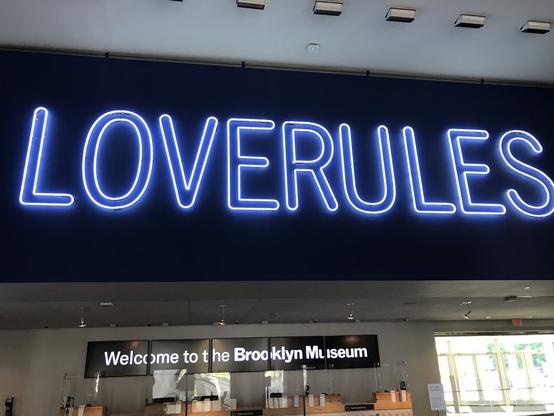 LOVERULES
Welcome to the Brooklyn Museum